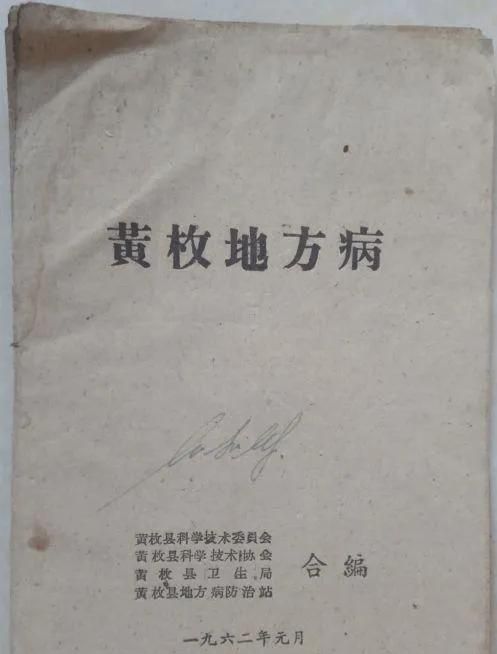 黄枚地方病
黄枚县科学技术委員会
黄枚县科学技术协会
黄枚县卫生局
黄枚县地方病防治站
合編
一九六二年元月